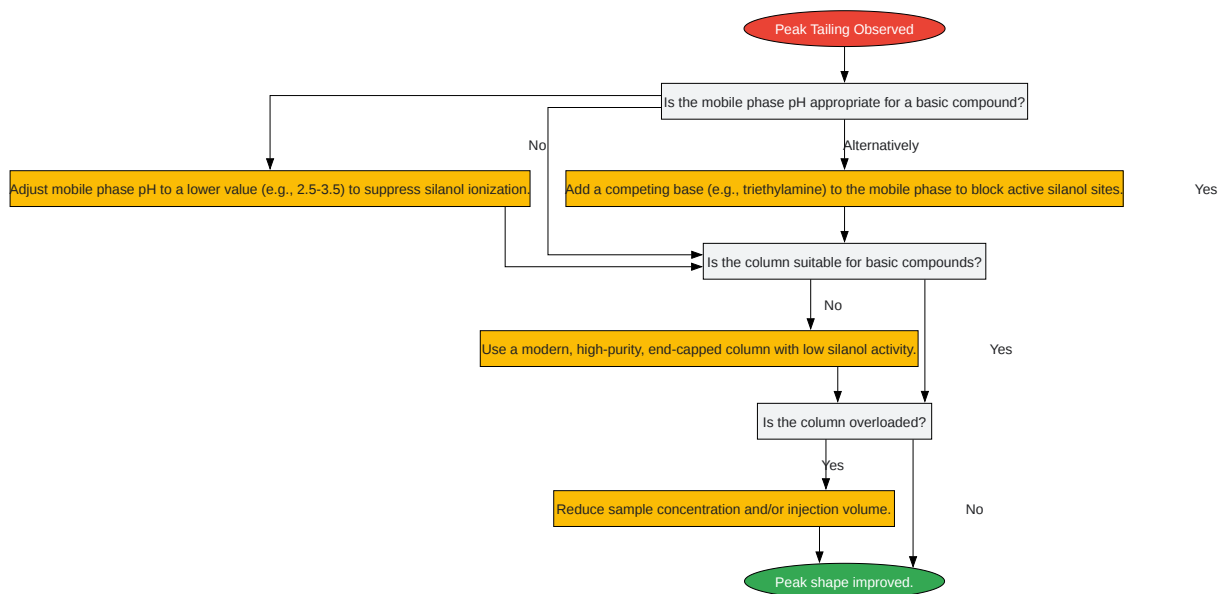 Peak Tailing Observed
Is the mobile phase pH appropriate for a basic compound?
No
Alternatively
Adjust mobile phase pH to a lower value (e.g., 2.5-3.5) to suppress silanol ionization.
Add a competing base (e.g., triethylamine) to the mobile phase to block active silanol sites.
Yes
Is the column suitable for basic compounds?
No
Use a modern, high-purity, end-capped column with low silanol activity.
Yes
Is the column overloaded?
Yes
Reduce sample concentration and/or injection volume.
No
Peak shape improved.